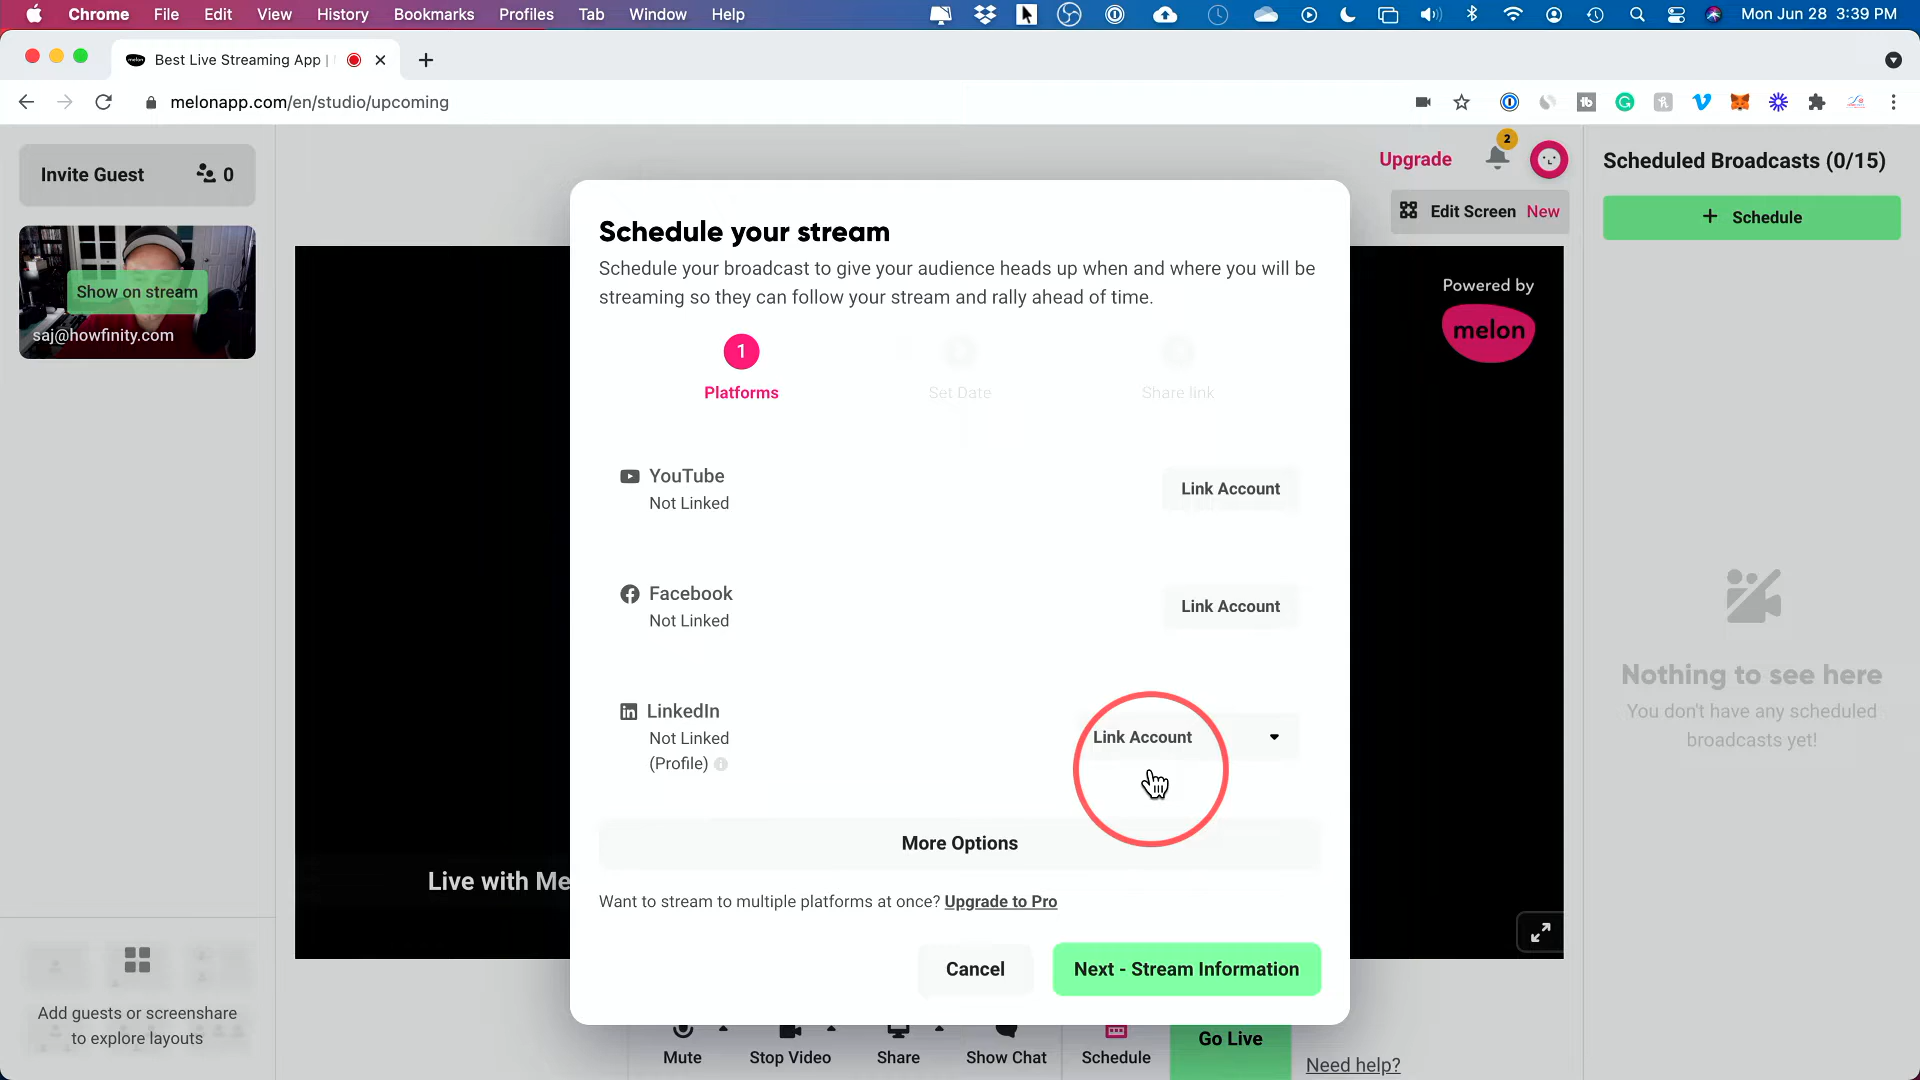 Chrome File Edit View History Bookmarks Profiles Tab Window Help Mon Jun 28 3:39 PM
Best Live Streaming App |
melonapp.com/en/studio/upcoming
Invite Guest 0
Show on stream
saj@howfinity.com
Upgrade 2
Edit Screen New
Scheduled Broadcasts (0/15)
+ Schedule
Powered by
melon
Schedule your stream
Schedule your broadcast to give your audience heads up when and where you will be
streaming so they can follow your stream and rally ahead of time.
1
Platforms Set Date Share link
YouTube
Not Linked
Link Account
Facebook
Not Linked
Link Account
LinkedIn
Not Linked
(Profile)
Link Account
More Options
Want to stream to multiple platforms at once? Upgrade to Pro
Cancel Next - Stream Information
Nothing to see here
You don't have any scheduled
broadcasts yet!
Live with Me
Add guests or screenshare
to explore layouts
Mute Stop Video Share Show Chat Schedule Go Live Need help?